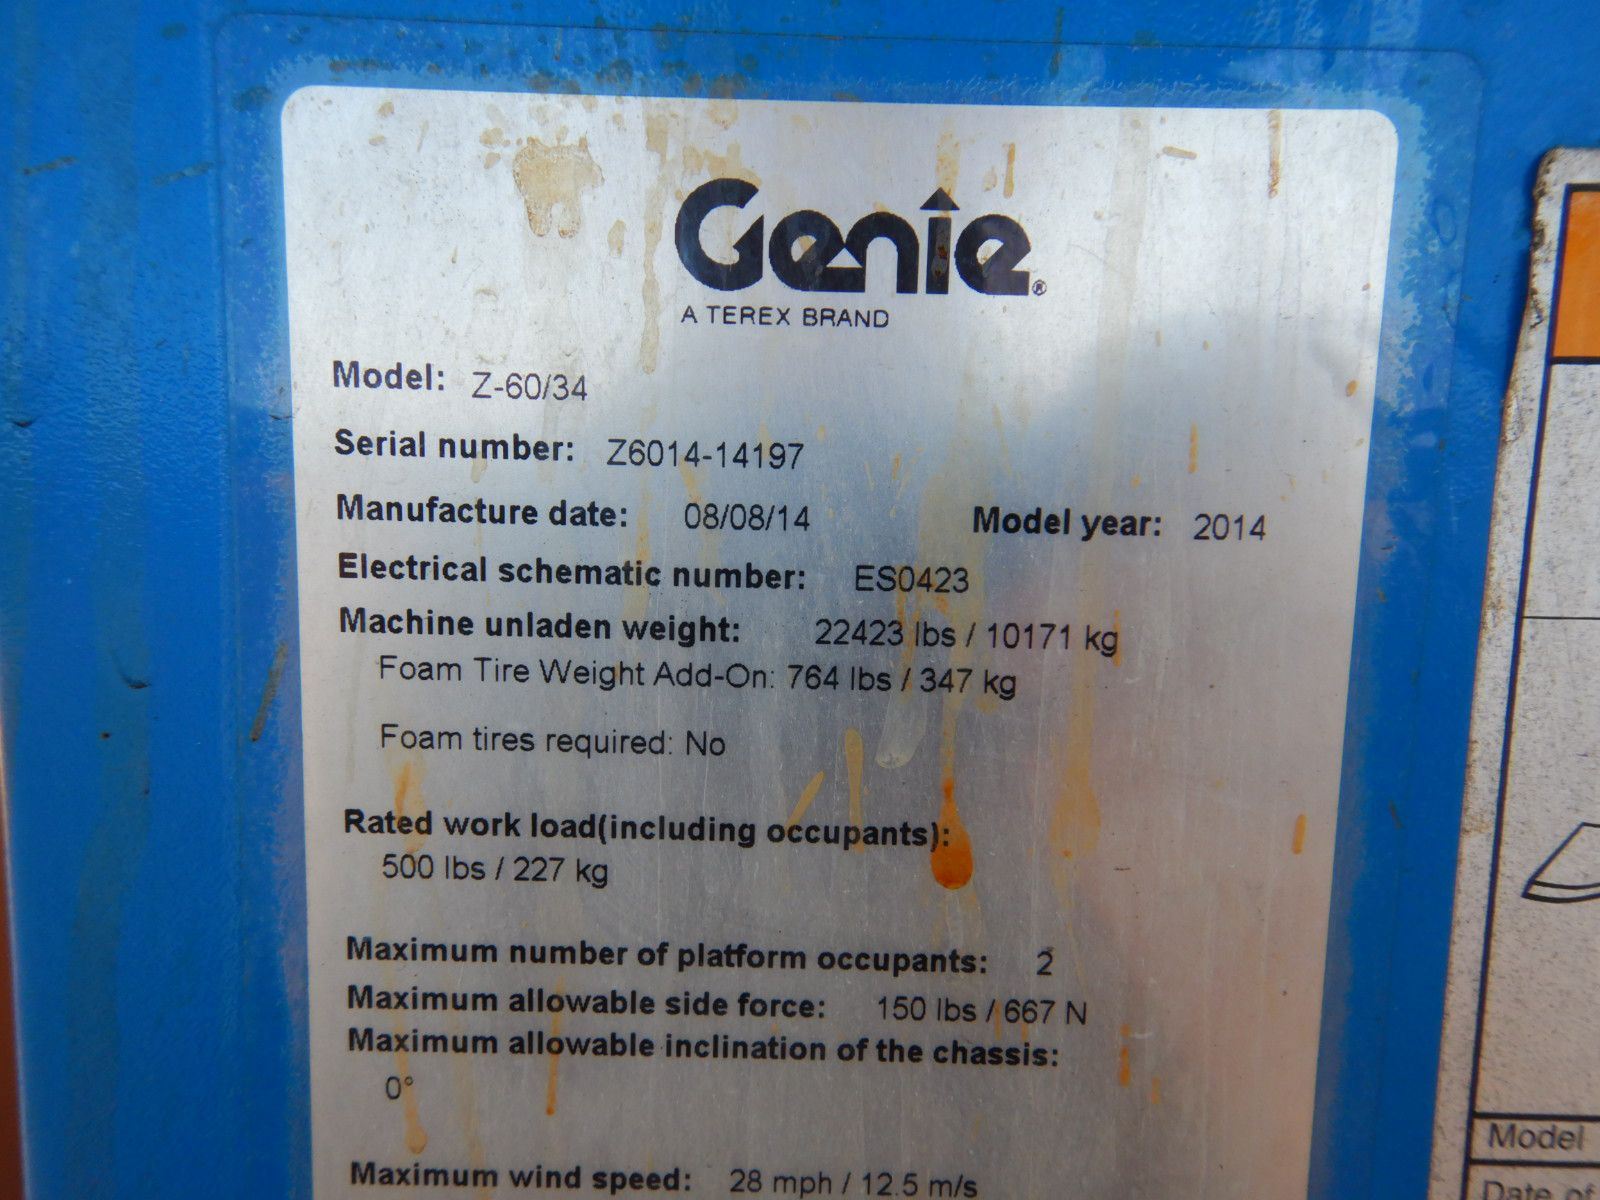 Genie®
A TEREX BRAND
Model: Z-60/34
Serial number: Z6014-14197
Manufacture date: 08/08/14 Model year: 2014
Electrical schematic number: ES0423
Machine unladen weight: 22423 lbs / 10171 kg
Foam Tire Weight Add-On: 764 lbs / 347 kg
Foam tires required: No
Rated work load(including occupants):
500 lbs / 227 kg
Maximum number of platform occupants: 2
Maximum allowable side force: 150 lbs / 667 N
Maximum allowable inclination of the chassis:
0°
Maximum wind speed: 28 mph / 12.5 m/s
Model
Date of